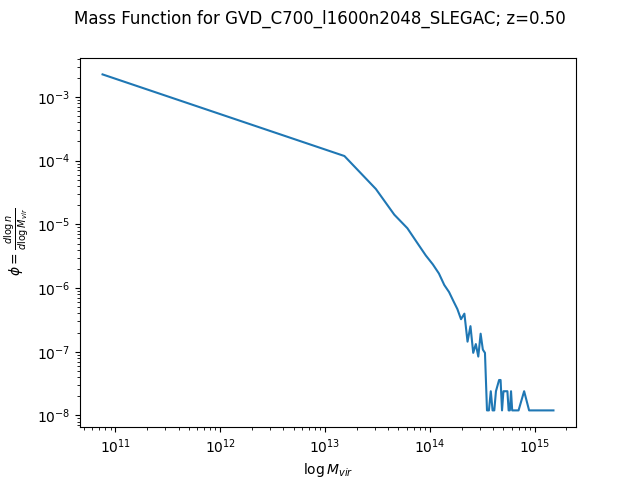 Mass Function for GVD_C700_l1600n2048_SLEGAC; z=0.50
10⁻³
10⁻⁴
10⁻⁵
10⁻⁶
10⁻⁷
10⁻⁸
ϕ = d log n / d log M_vir
10¹¹ 10¹² 10¹³ 10¹⁴ 10¹⁵
log M_vir